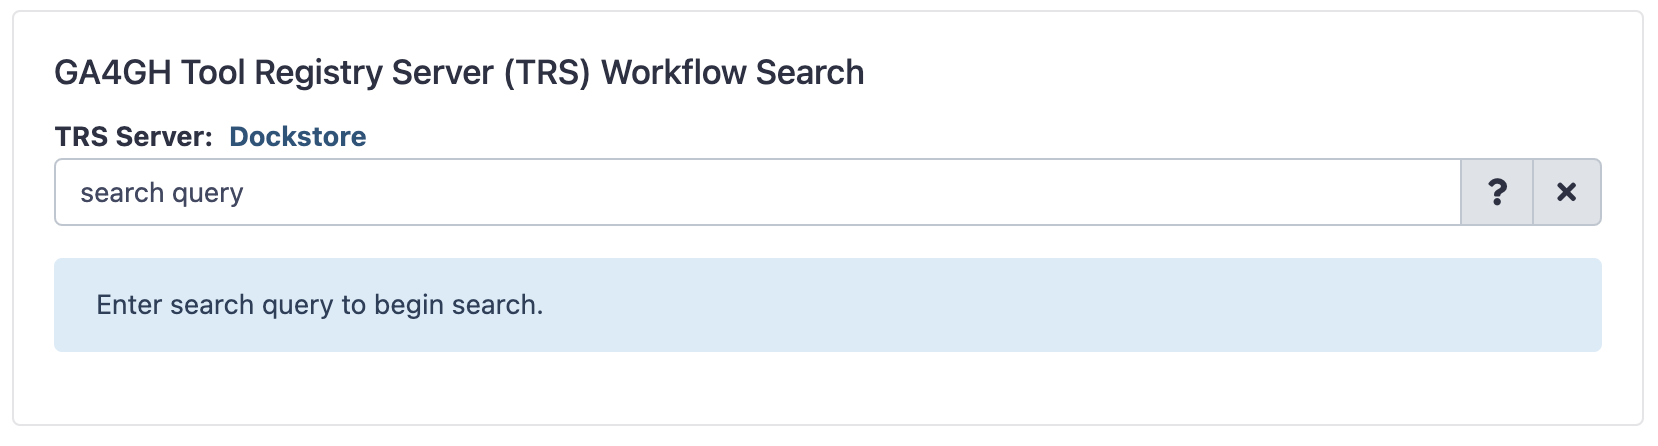 GA4GH Tool Registry Server (TRS) Workflow Search
TRS Server: Dockstore
search query
?
Enter search query to begin search.